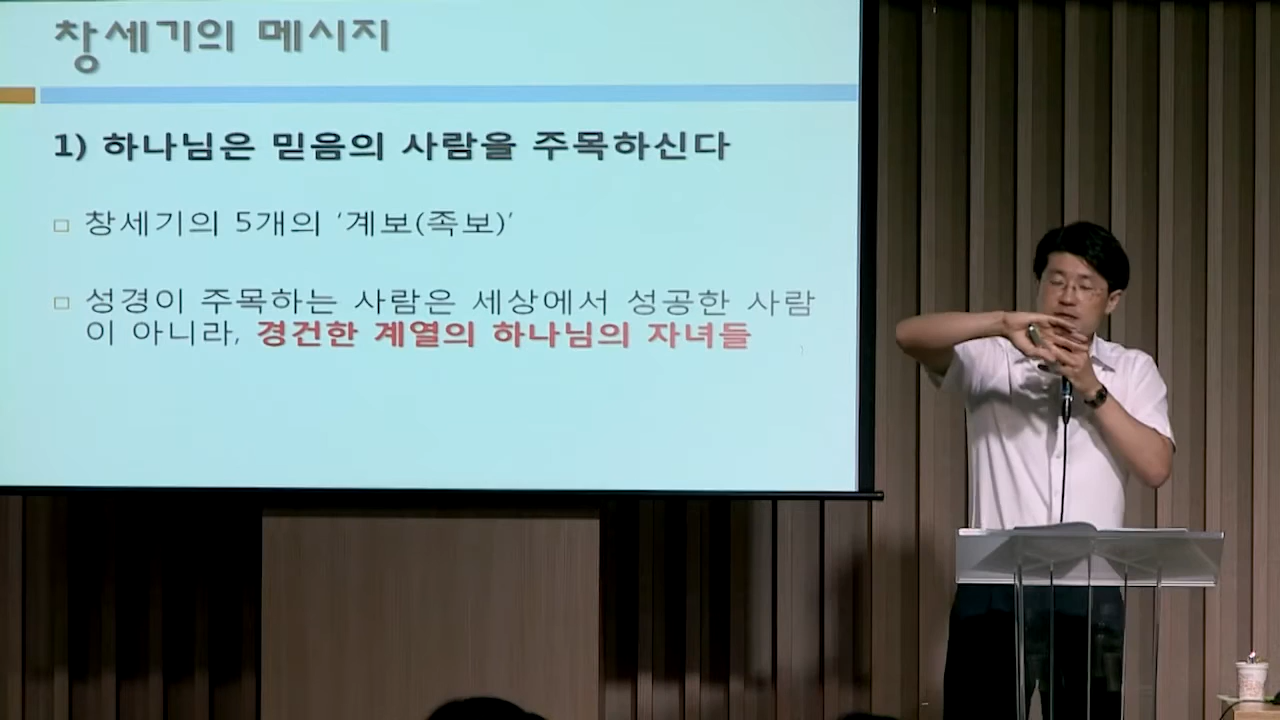 창세기의 메시지
1) 하나님은 믿음의 사람을 주목하신다
□ 창세기의 5개의 ‘계보(족보)’
□ 성경이 주목하는 사람은 세상에서 성공한 사람
이 아니라, 경건한 계열의 하나님의 자녀들